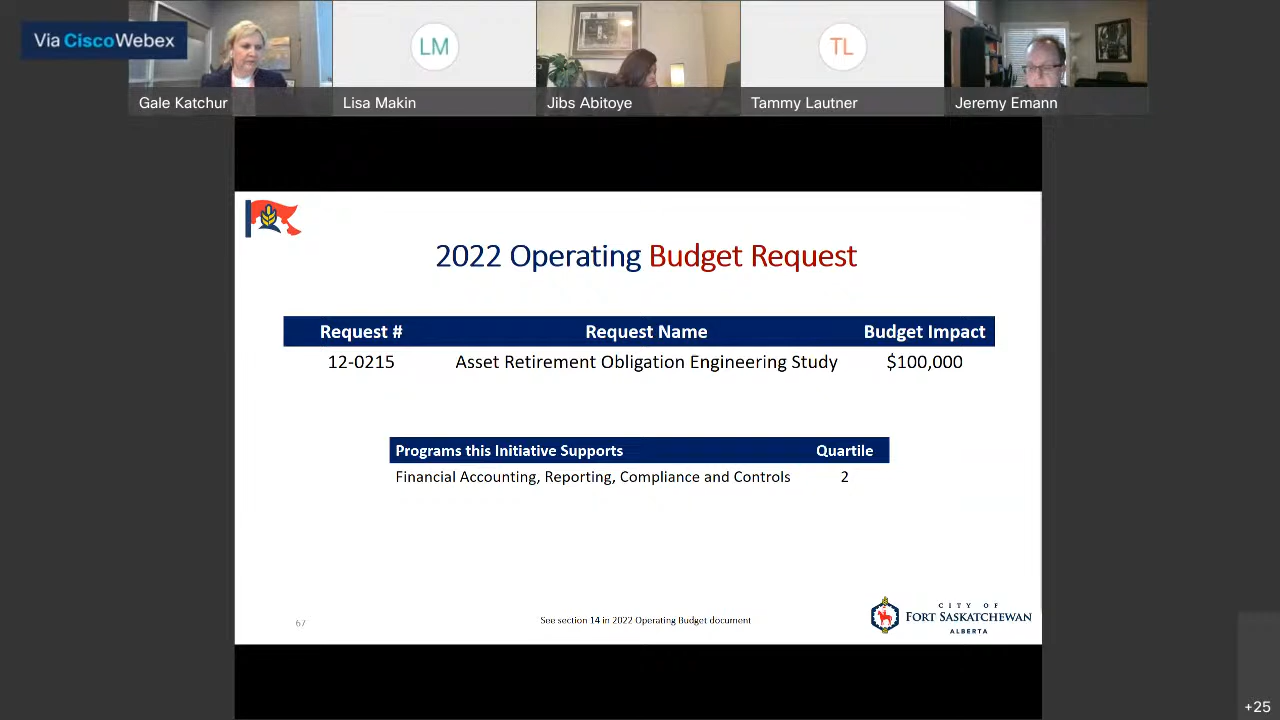 Via Cisco Webex
LM
TL
Gale Katchur
Lisa Makin
Jibs Abitoye
Tammy Lautner
Jeremy Emann
2022 Operating Budget Request
Request # Request Name Budget Impact
12-0215 Asset Retirement Obligation Engineering Study $100,000
Programs this Initiative Supports Quartile
Financial Accounting, Reporting, Compliance and Controls 2
CITY OF
FORT SASKATCHEWAN
ALBERTA
67
See section 14 in 2022 Operating Budget document
+25